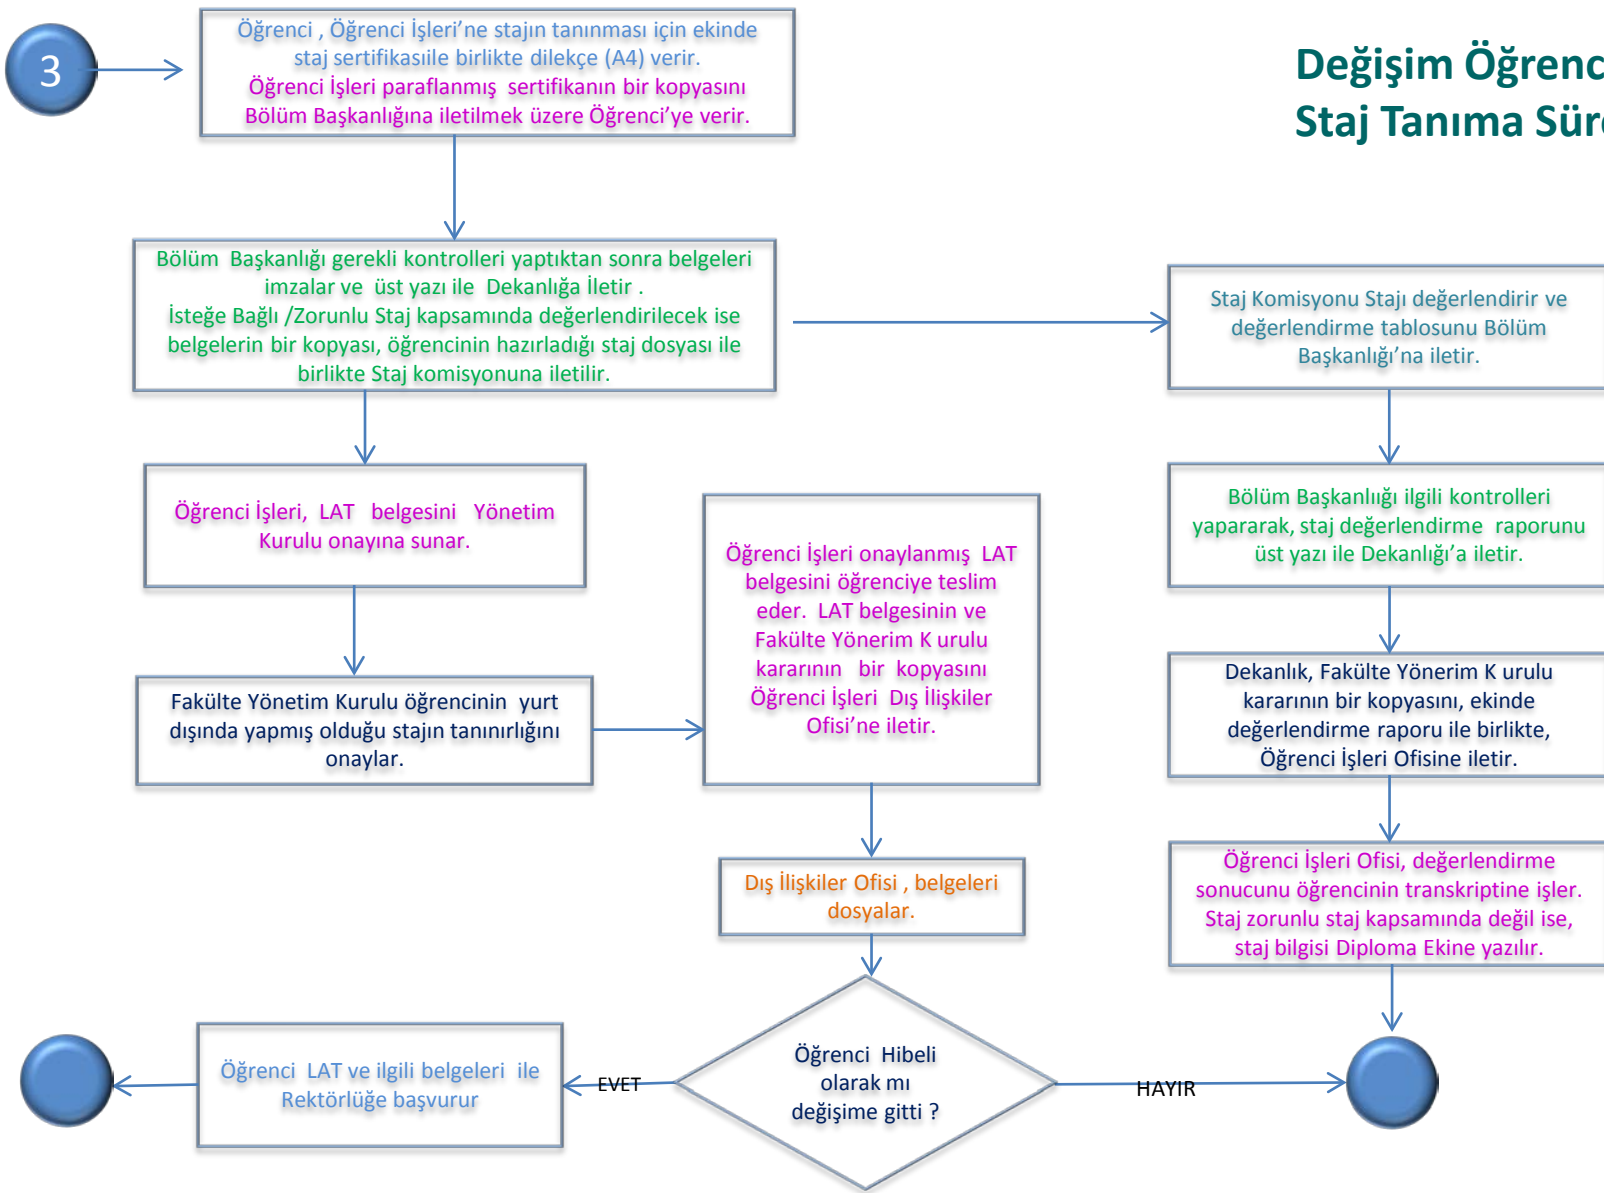 3
Öğrenci , Öğrenci İşleri’ne stajın tanınması için ekinde
staj sertifikasıile birlikte dilekçe (A4) verir.
Öğrenci İşleri paraflanmış sertifikanın bir kopyasını
Bölüm Başkanlığına iletilmek üzere Öğrenci’ye verir.
Değişim Öğrenc
Staj Tanıma Sür
Bölüm Başkanlığı gerekli kontrolleri yaptıktan sonra belgeleri
imzalar ve üst yazı ile Dekanlığa İletir .
İsteğe Bağlı /Zorunlu Staj kapsamında değerlendirilecek ise
belgelerin bir kopyası, öğrencinin hazırladığı staj dosyası ile
birlikte Staj komisyonuna iletilir.
Staj Komisyonu Stajı değerlendirir ve
değerlendirme tablosunu Bölüm
Başkanlığı’na iletir.
Öğrenci İşleri, LAT belgesini Yönetim
Kurulu onayına sunar.
Bölüm Başkanlıığı ilgili kontrolleri
yapararak, staj değerlendirme raporunu
üst yazı ile Dekanlığı’a iletir.
Öğrenci İşleri onaylanmış LAT
belgesini öğrenciye teslim
eder. LAT belgesinin ve
Fakülte Yönerim K urulu
kararının bir kopyasını
Öğrenci İşleri Dış İlişkiler
Ofisi’ne iletir.
Fakülte Yönetim Kurulu öğrencinin yurt
dışında yapmış olduğu stajın tanınırlığını
onaylar.
Dekanlık, Fakülte Yönerim K urulu
kararının bir kopyasını, ekinde
değerlendirme raporu ile birlikte,
Öğrenci İşleri Ofisine iletir.
Dış İlişkiler Ofisi , belgeleri
dosyalar.
Öğrenci İşleri Ofisi, değerlendirme
sonucunu öğrencinin transkriptine işler.
Staj zorunlu staj kapsamında değil ise,
staj bilgisi Diploma Ekine yazılır.
Öğrenci Hibeli
olarak mı
değişime gitti ?
EVET
HAYIR
Öğrenci LAT ve ilgili belgeleri ile
Rektörlüğe başvurur